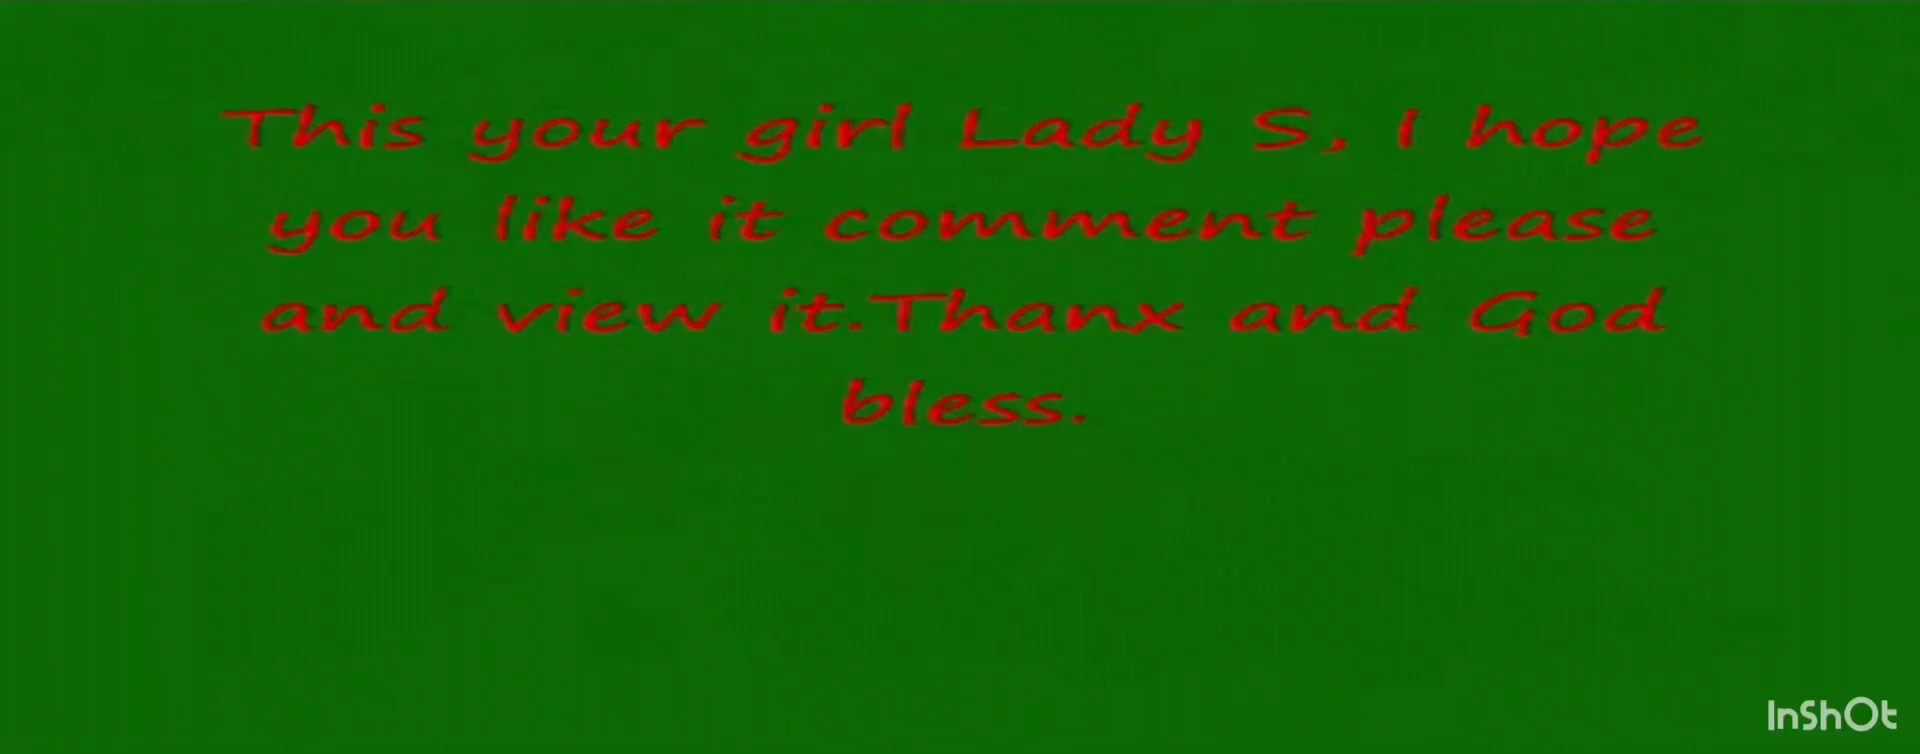 This your girl Lady S, I hope
you like it comment please
and view it.Thanx and God
bless.
InShOt